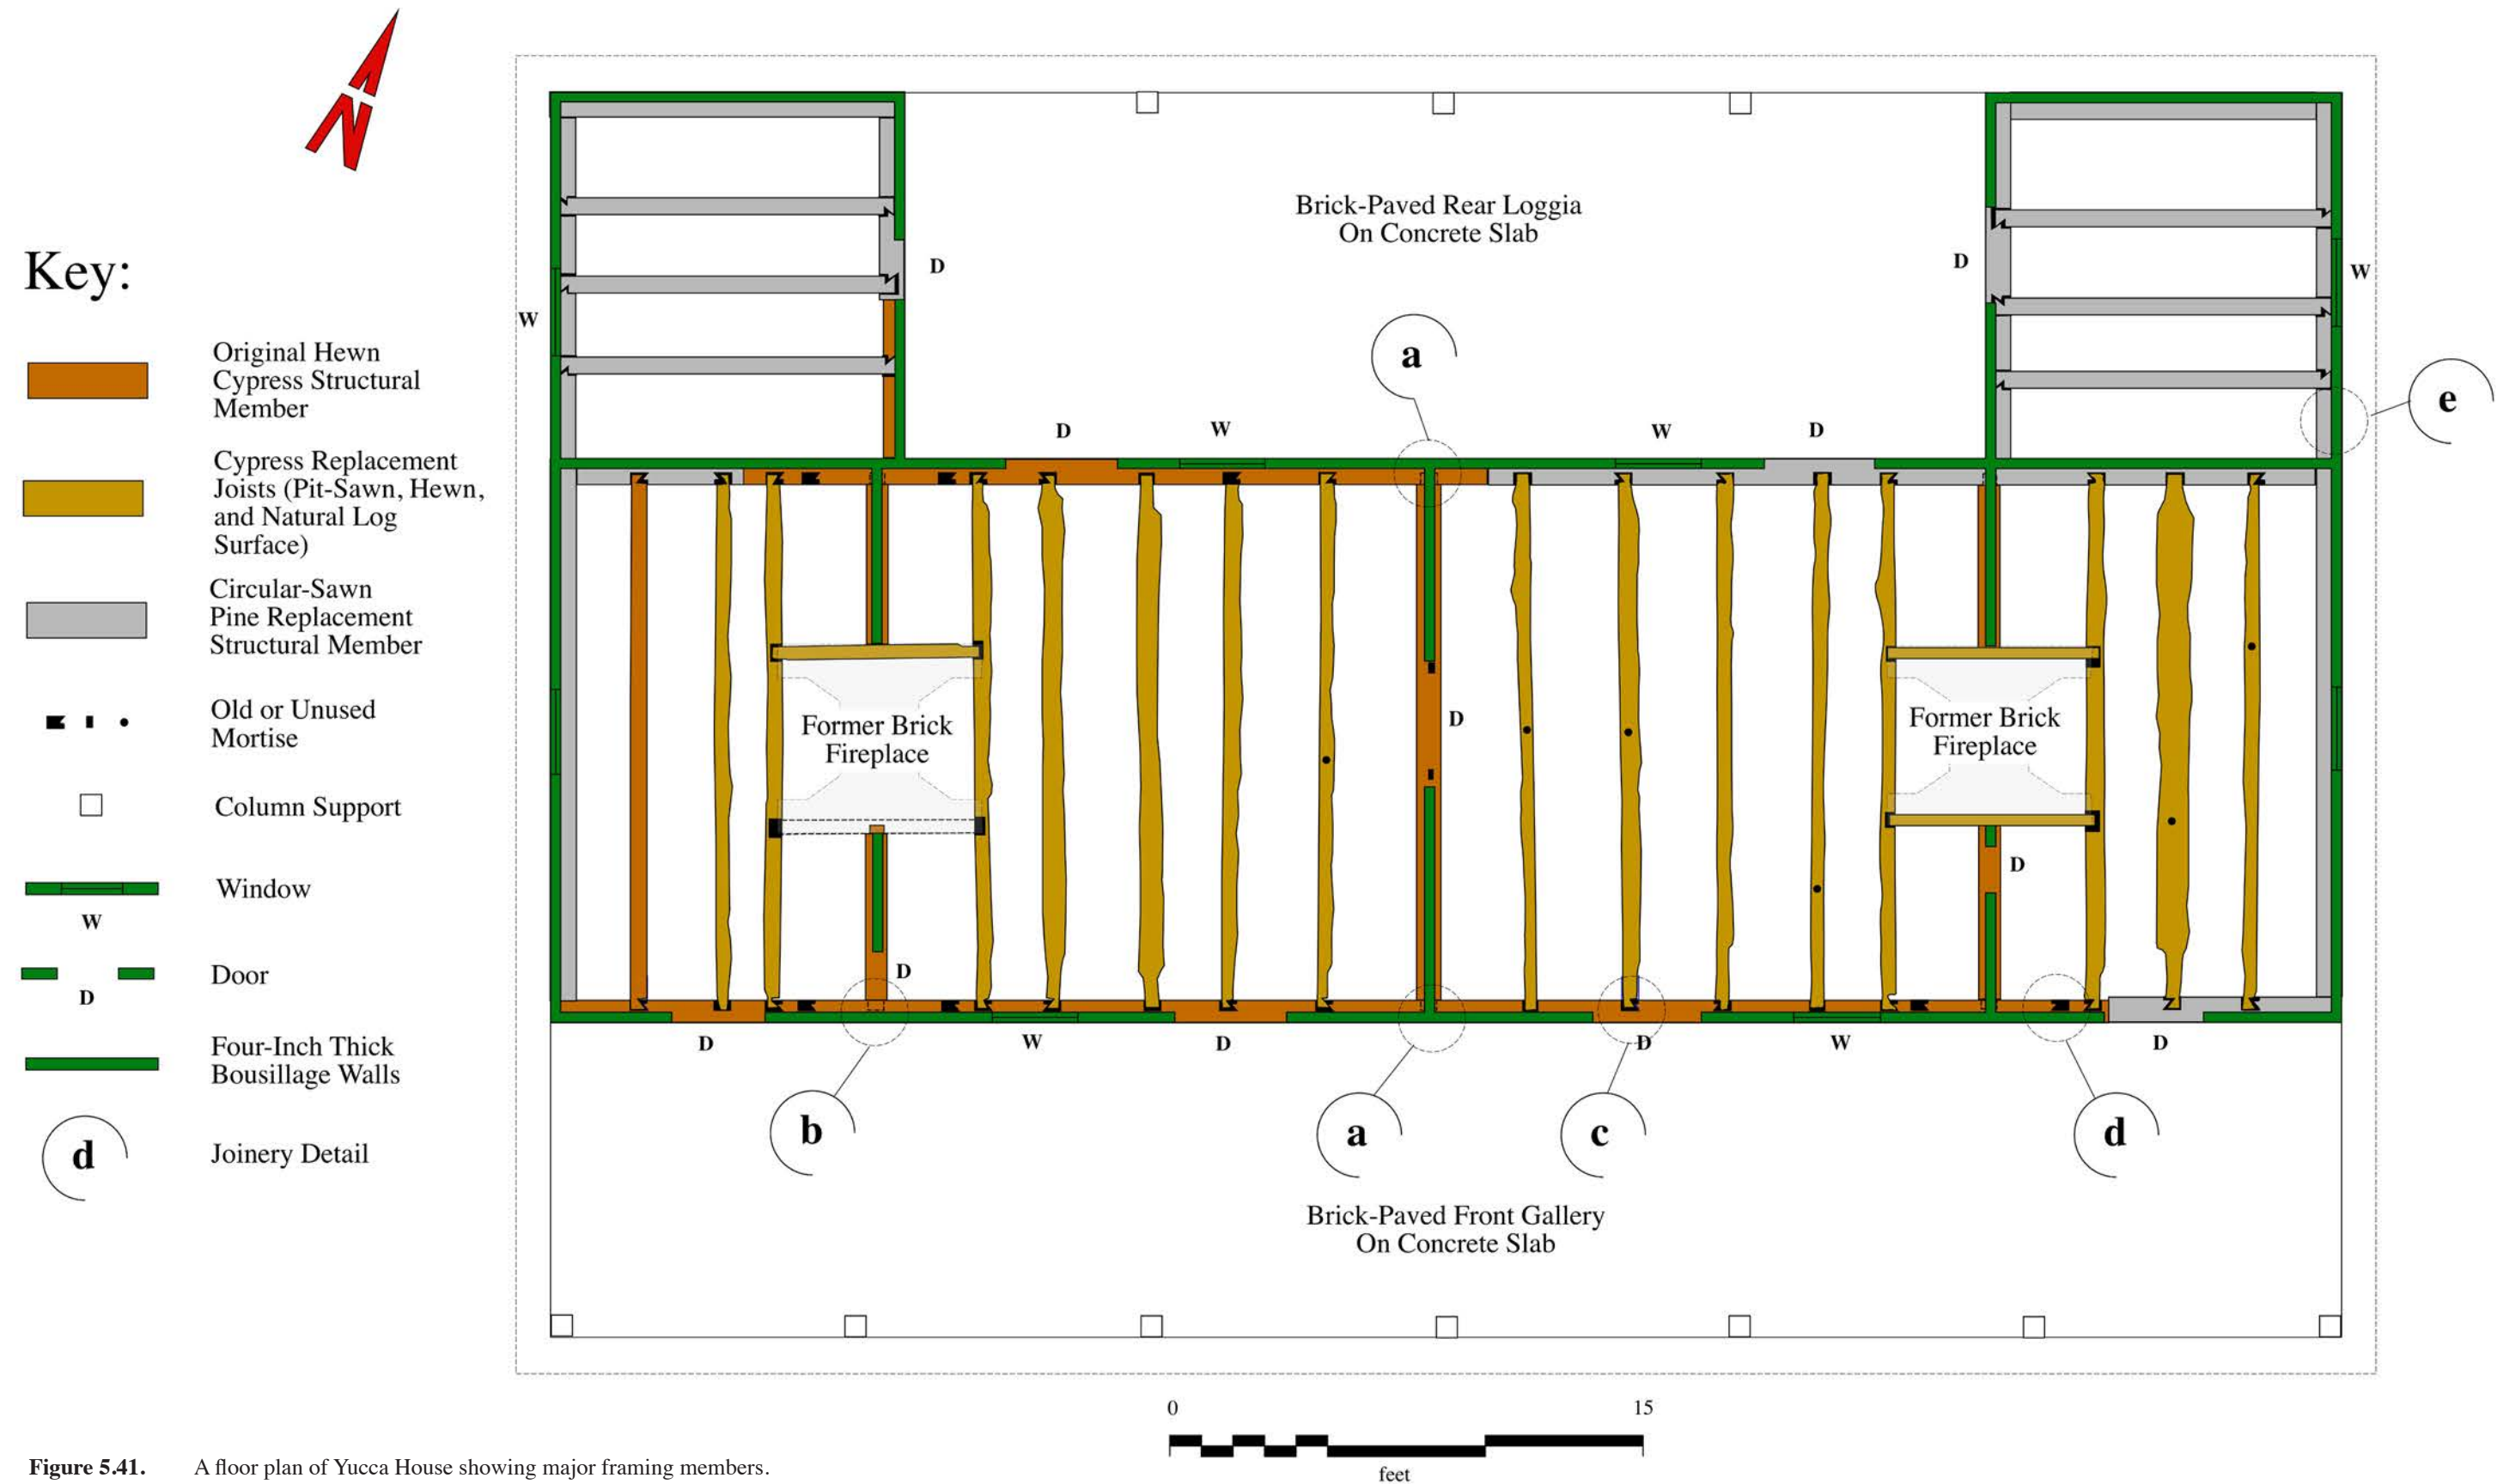 N
Key:
Original Hewn
Cypress Structural
Member
Cypress Replacement
Joists (Pit-Sawn, Hewn,
and Natural Log
Surface)
Circular-Sawn
Pine Replacement
Structural Member
Old or Unused
Mortise
Column Support
Window
W
Door
D
Four-Inch Thick
Bousillage Walls
d
Joinery Detail
Brick-Paved Rear Loggia
On Concrete Slab
D
D
W
W
a
e
D
W
W
D
Former Brick
Fireplace
D
Former Brick
Fireplace
D
D
D
W
D
D
W
D
b
a
c
d
Brick-Paved Front Gallery
On Concrete Slab
0
15
feet
Figure 5.41. A floor plan of Yucca House showing major framing members.